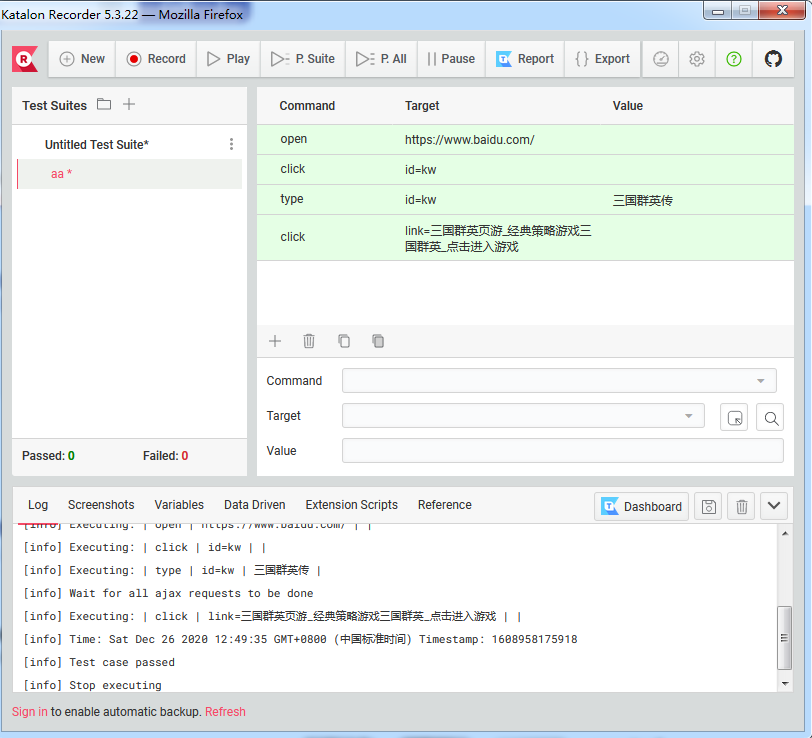 Katalon Recorder 5.3.22 — Mozilla Firefox
New Record Play P. Suite P. All Pause Report Export
Test Suites
Untitled Test Suite*
aa *
Passed: 0 Failed: 0
Command Target Value
open https://www.baidu.com/
click id=kw
type id=kw 三国群英传
click link=三国群英页游_经典策略游戏三
国群英_点击进入游戏
Command
Target
Value
Log Screenshots Variables Data Driven Extension Scripts Reference Dashboard
[info] Executing: | open | https://www.baidu.com/ | |
[info] Executing: | click | id=kw | |
[info] Executing: | type | id=kw | 三国群英传 |
[info] Wait for all ajax requests to be done
[info] Executing: | click | link=三国群英页游_经典策略游戏三国群英_点击进入游戏 | |
[info] Time: Sat Dec 26 2020 12:49:35 GMT+0800 (中国标准时间) Timestamp: 1608958175918
[info] Test case passed
[info] Stop executing
Sign in to enable automatic backup. Refresh